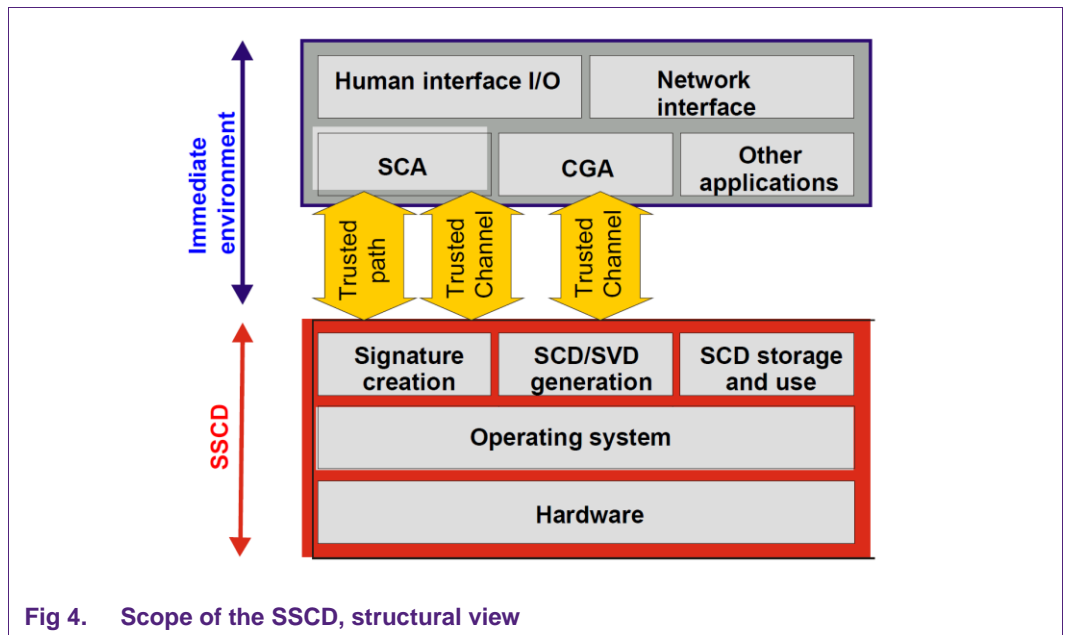 Immediate
environment
Human interface I/O
Network
interface
SCA
CGA
Other
applications
Trusted
path
Trusted
Channel
Trusted
Channel
SSCD
Signature
creation
SCD/SVD
generation
SCD storage
and use
Operating system
Hardware
Fig 4. Scope of the SSCD, structural view